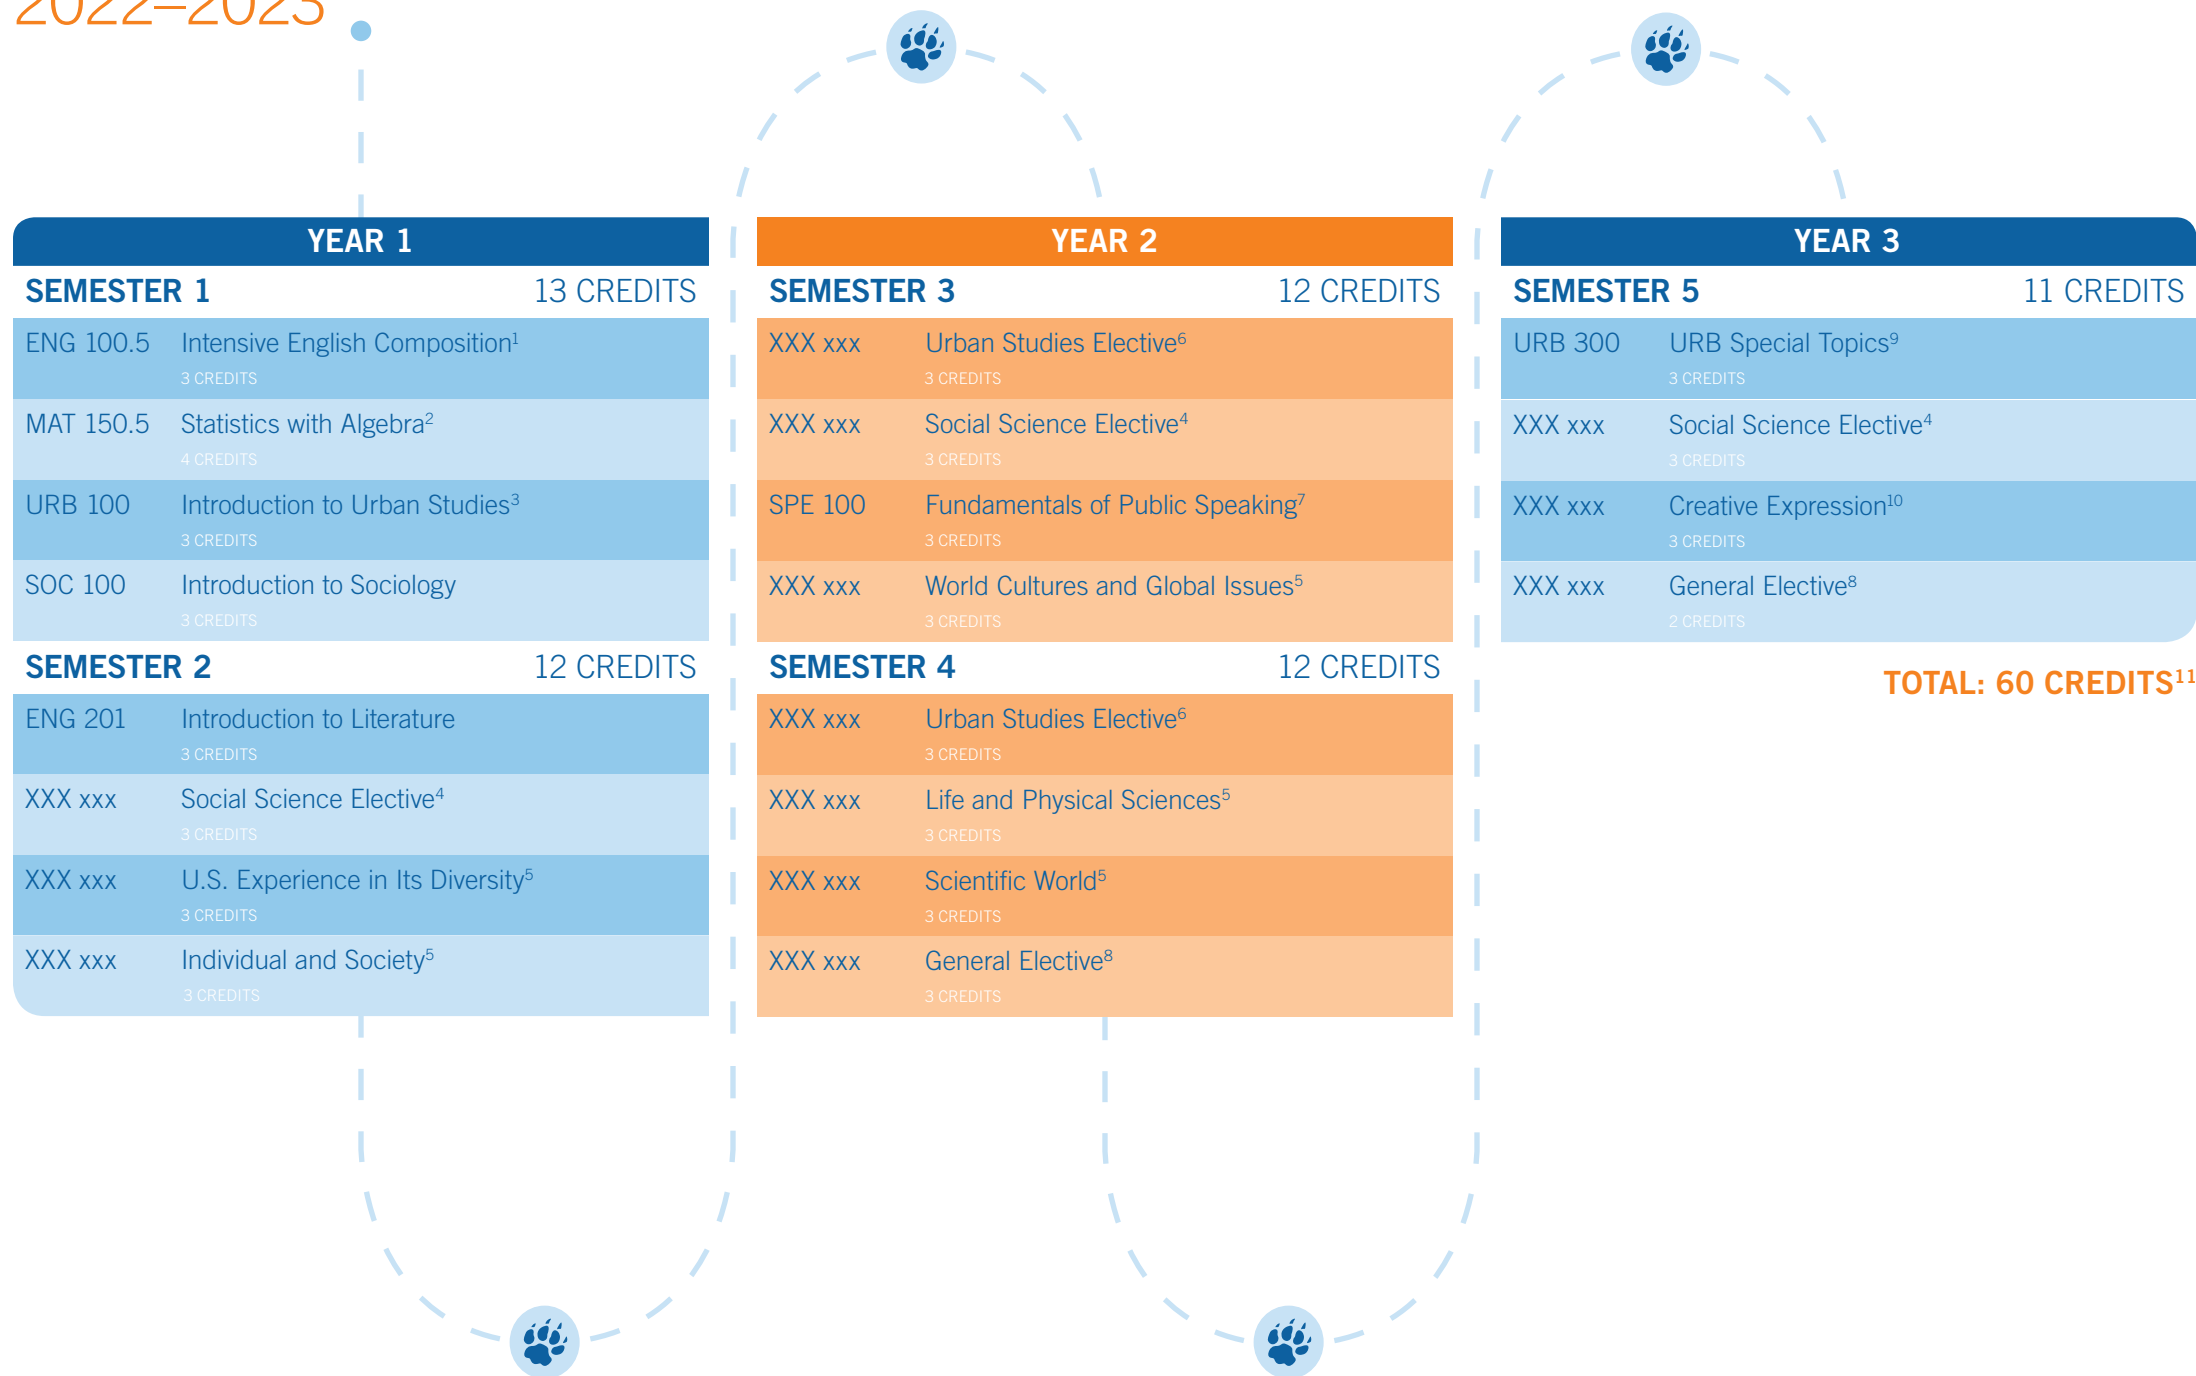 2022–2023
YEAR 1
SEMESTER 1 13 CREDITS
ENG 100.5 Intensive English Composition¹
3 CREDITS
MAT 150.5 Statistics with Algebra²
4 CREDITS
URB 100 Introduction to Urban Studies³
3 CREDITS
SOC 100 Introduction to Sociology
3 CREDITS
SEMESTER 2 12 CREDITS
ENG 201 Introduction to Literature
3 CREDITS
XXX xxx Social Science Elective⁴
3 CREDITS
XXX xxx U.S. Experience in Its Diversity⁵
3 CREDITS
XXX xxx Individual and Society⁵
3 CREDITS
YEAR 2
SEMESTER 3 12 CREDITS
XXX xxx Urban Studies Elective⁶
3 CREDITS
XXX xxx Social Science Elective⁴
3 CREDITS
SPE 100 Fundamentals of Public Speaking⁷
3 CREDITS
XXX xxx World Cultures and Global Issues⁵
3 CREDITS
SEMESTER 4 12 CREDITS
XXX xxx Urban Studies Elective⁶
3 CREDITS
XXX xxx Life and Physical Sciences⁵
3 CREDITS
XXX xxx Scientific World⁵
3 CREDITS
XXX xxx General Elective⁸
3 CREDITS
YEAR 3
SEMESTER 5 11 CREDITS
URB 300 URB Special Topics⁹
3 CREDITS
XXX xxx Social Science Elective⁴
3 CREDITS
XXX xxx Creative Expression¹⁰
3 CREDITS
XXX xxx General Elective⁸
2 CREDITS
TOTAL: 60 CREDITS¹¹